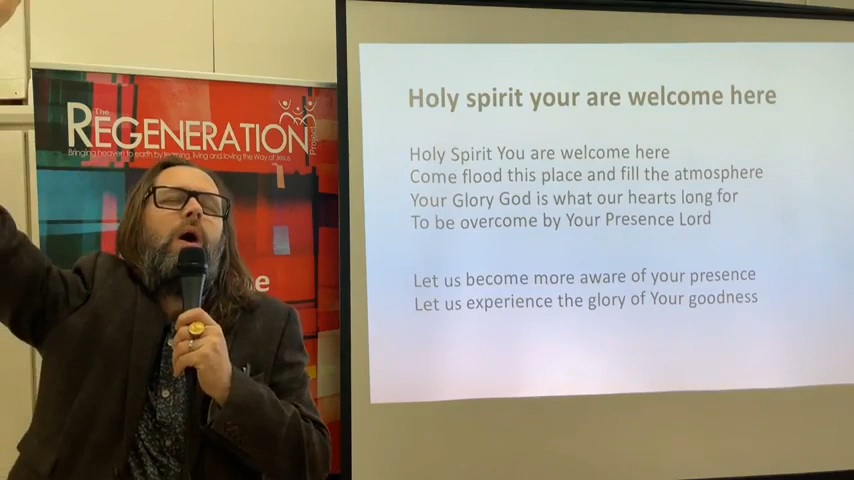 The
REGENERATION
Project
Bringing heaven to earth by learning, living and loving the Way of Jesus
Holy spirit your are welcome here
Holy Spirit You are welcome here
Come flood this place and fill the atmosphere
Your Glory God is what our hearts long for
To be overcome by Your Presence Lord
Let us become more aware of your presence
Let us experience the glory of Your goodness